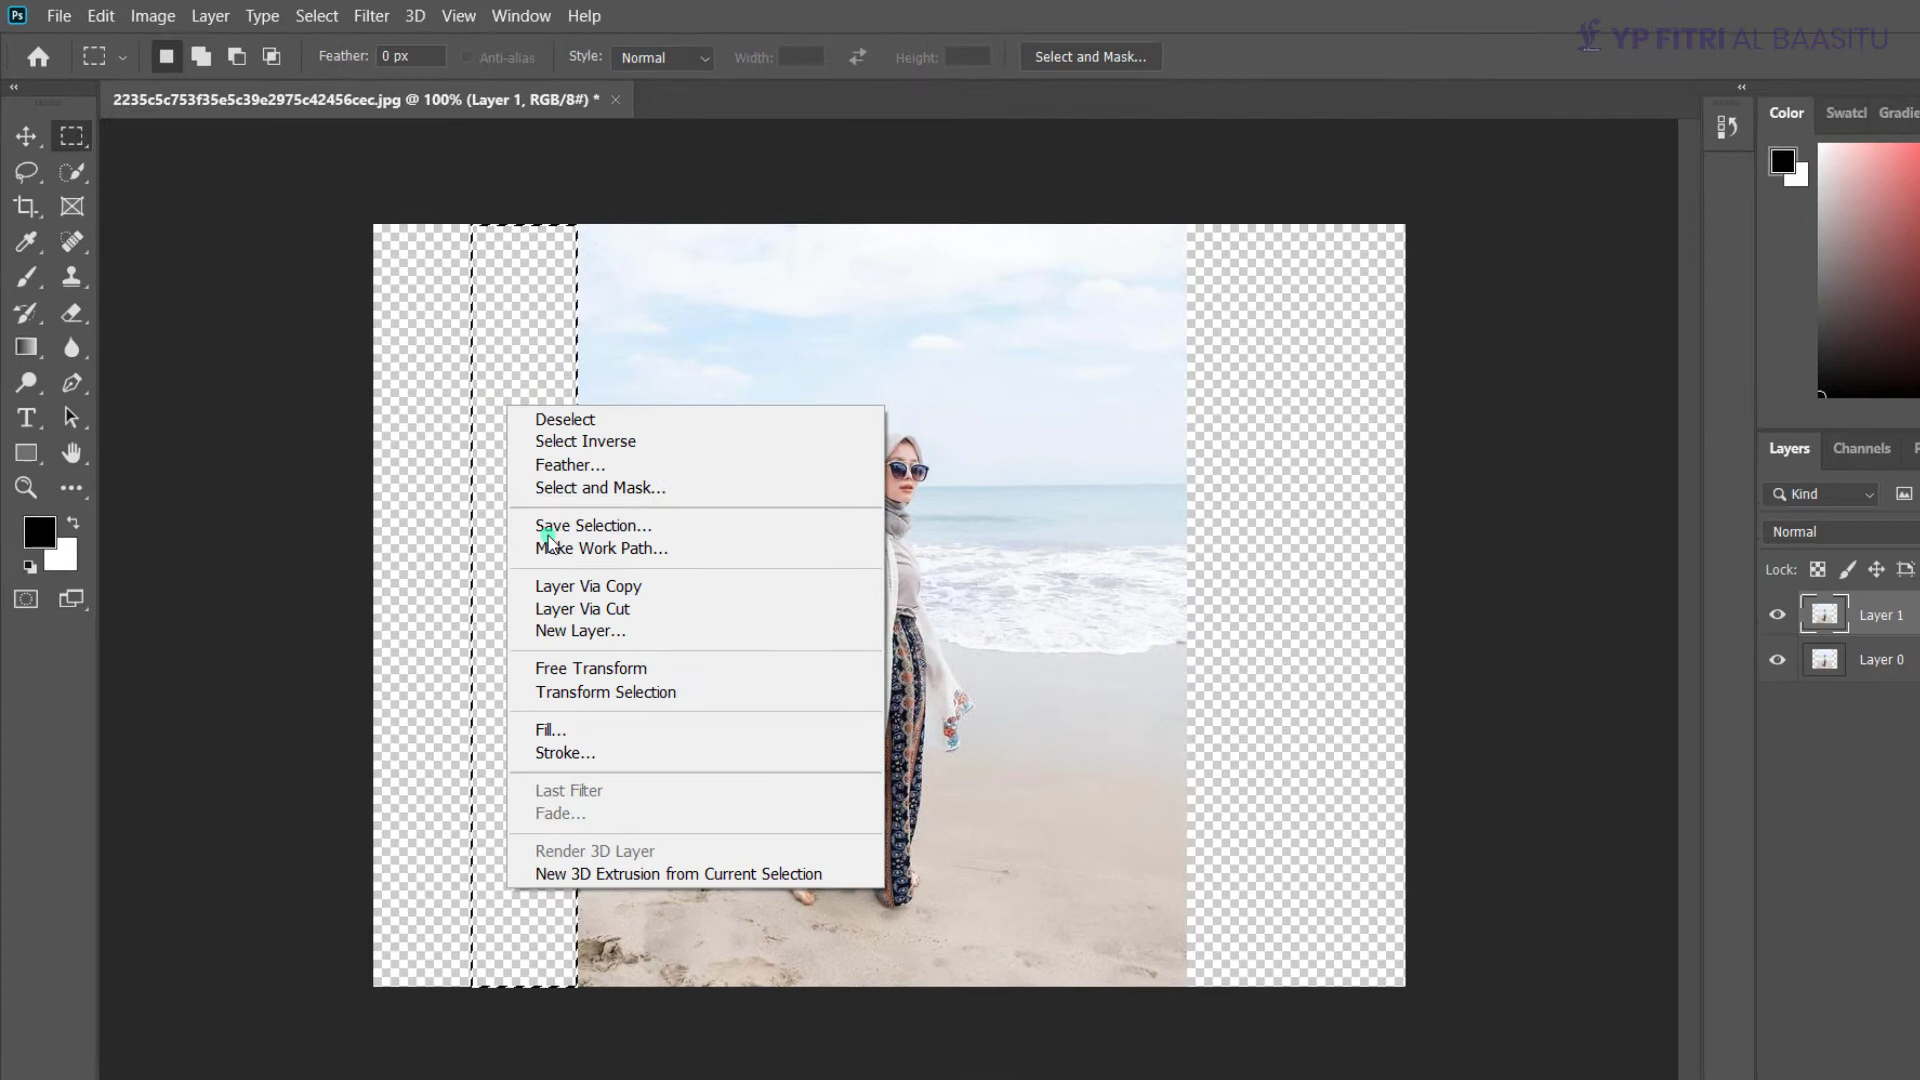 Ps File Edit Image Layer Type Select Filter 3D View Window Help
Feather: 0 px Anti-alias Style: Normal Width: Height: Select and Mask...
YP FITRI AL BAASITU
2235c5c753f35e5c39e2975c42456cec.jpg @ 100% (Layer 1, RGB/8#) *
Color Swatcl Gradie
Deselect
Select Inverse
Feather...
Select and Mask...
Save Selection...
Make Work Path...
Layer Via Copy
Layer Via Cut
New Layer...
Free Transform
Transform Selection
Fill...
Stroke...
Last Filter
Fade...
Render 3D Layer
New 3D Extrusion from Current Selection
Layers Channels P
Kind
Normal
Lock:
Layer 1
Layer 0